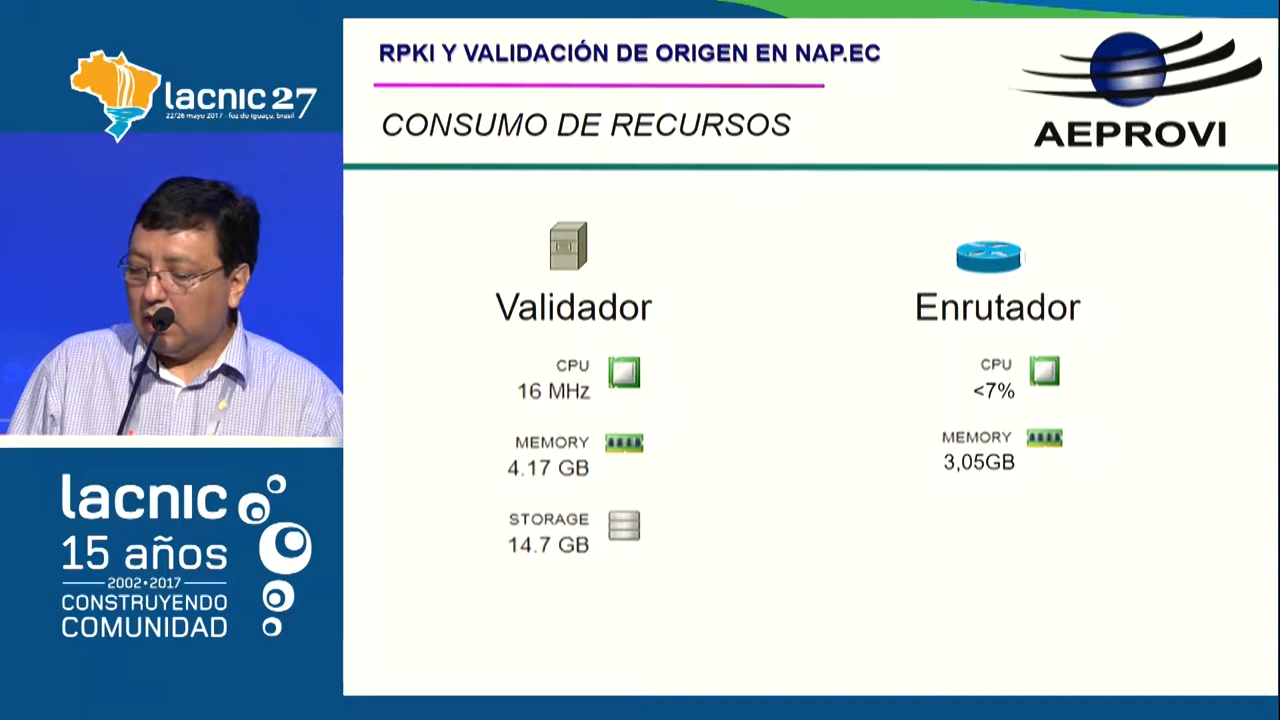 lacnic 27
22/26 mayo 2017 - foz do iguaçu, brasil
RPKI Y VALIDACIÓN DE ORIGEN EN NAP.EC
CONSUMO DE RECURSOS
AEPROVI
Validador
CPU
16 MHz
MEMORY
4.17 GB
STORAGE
14.7 GB
Enrutador
CPU
<7%
MEMORY
3,05GB
lacnic
15 años
2002•2017
CONSTRUYENDO
COMUNIDAD